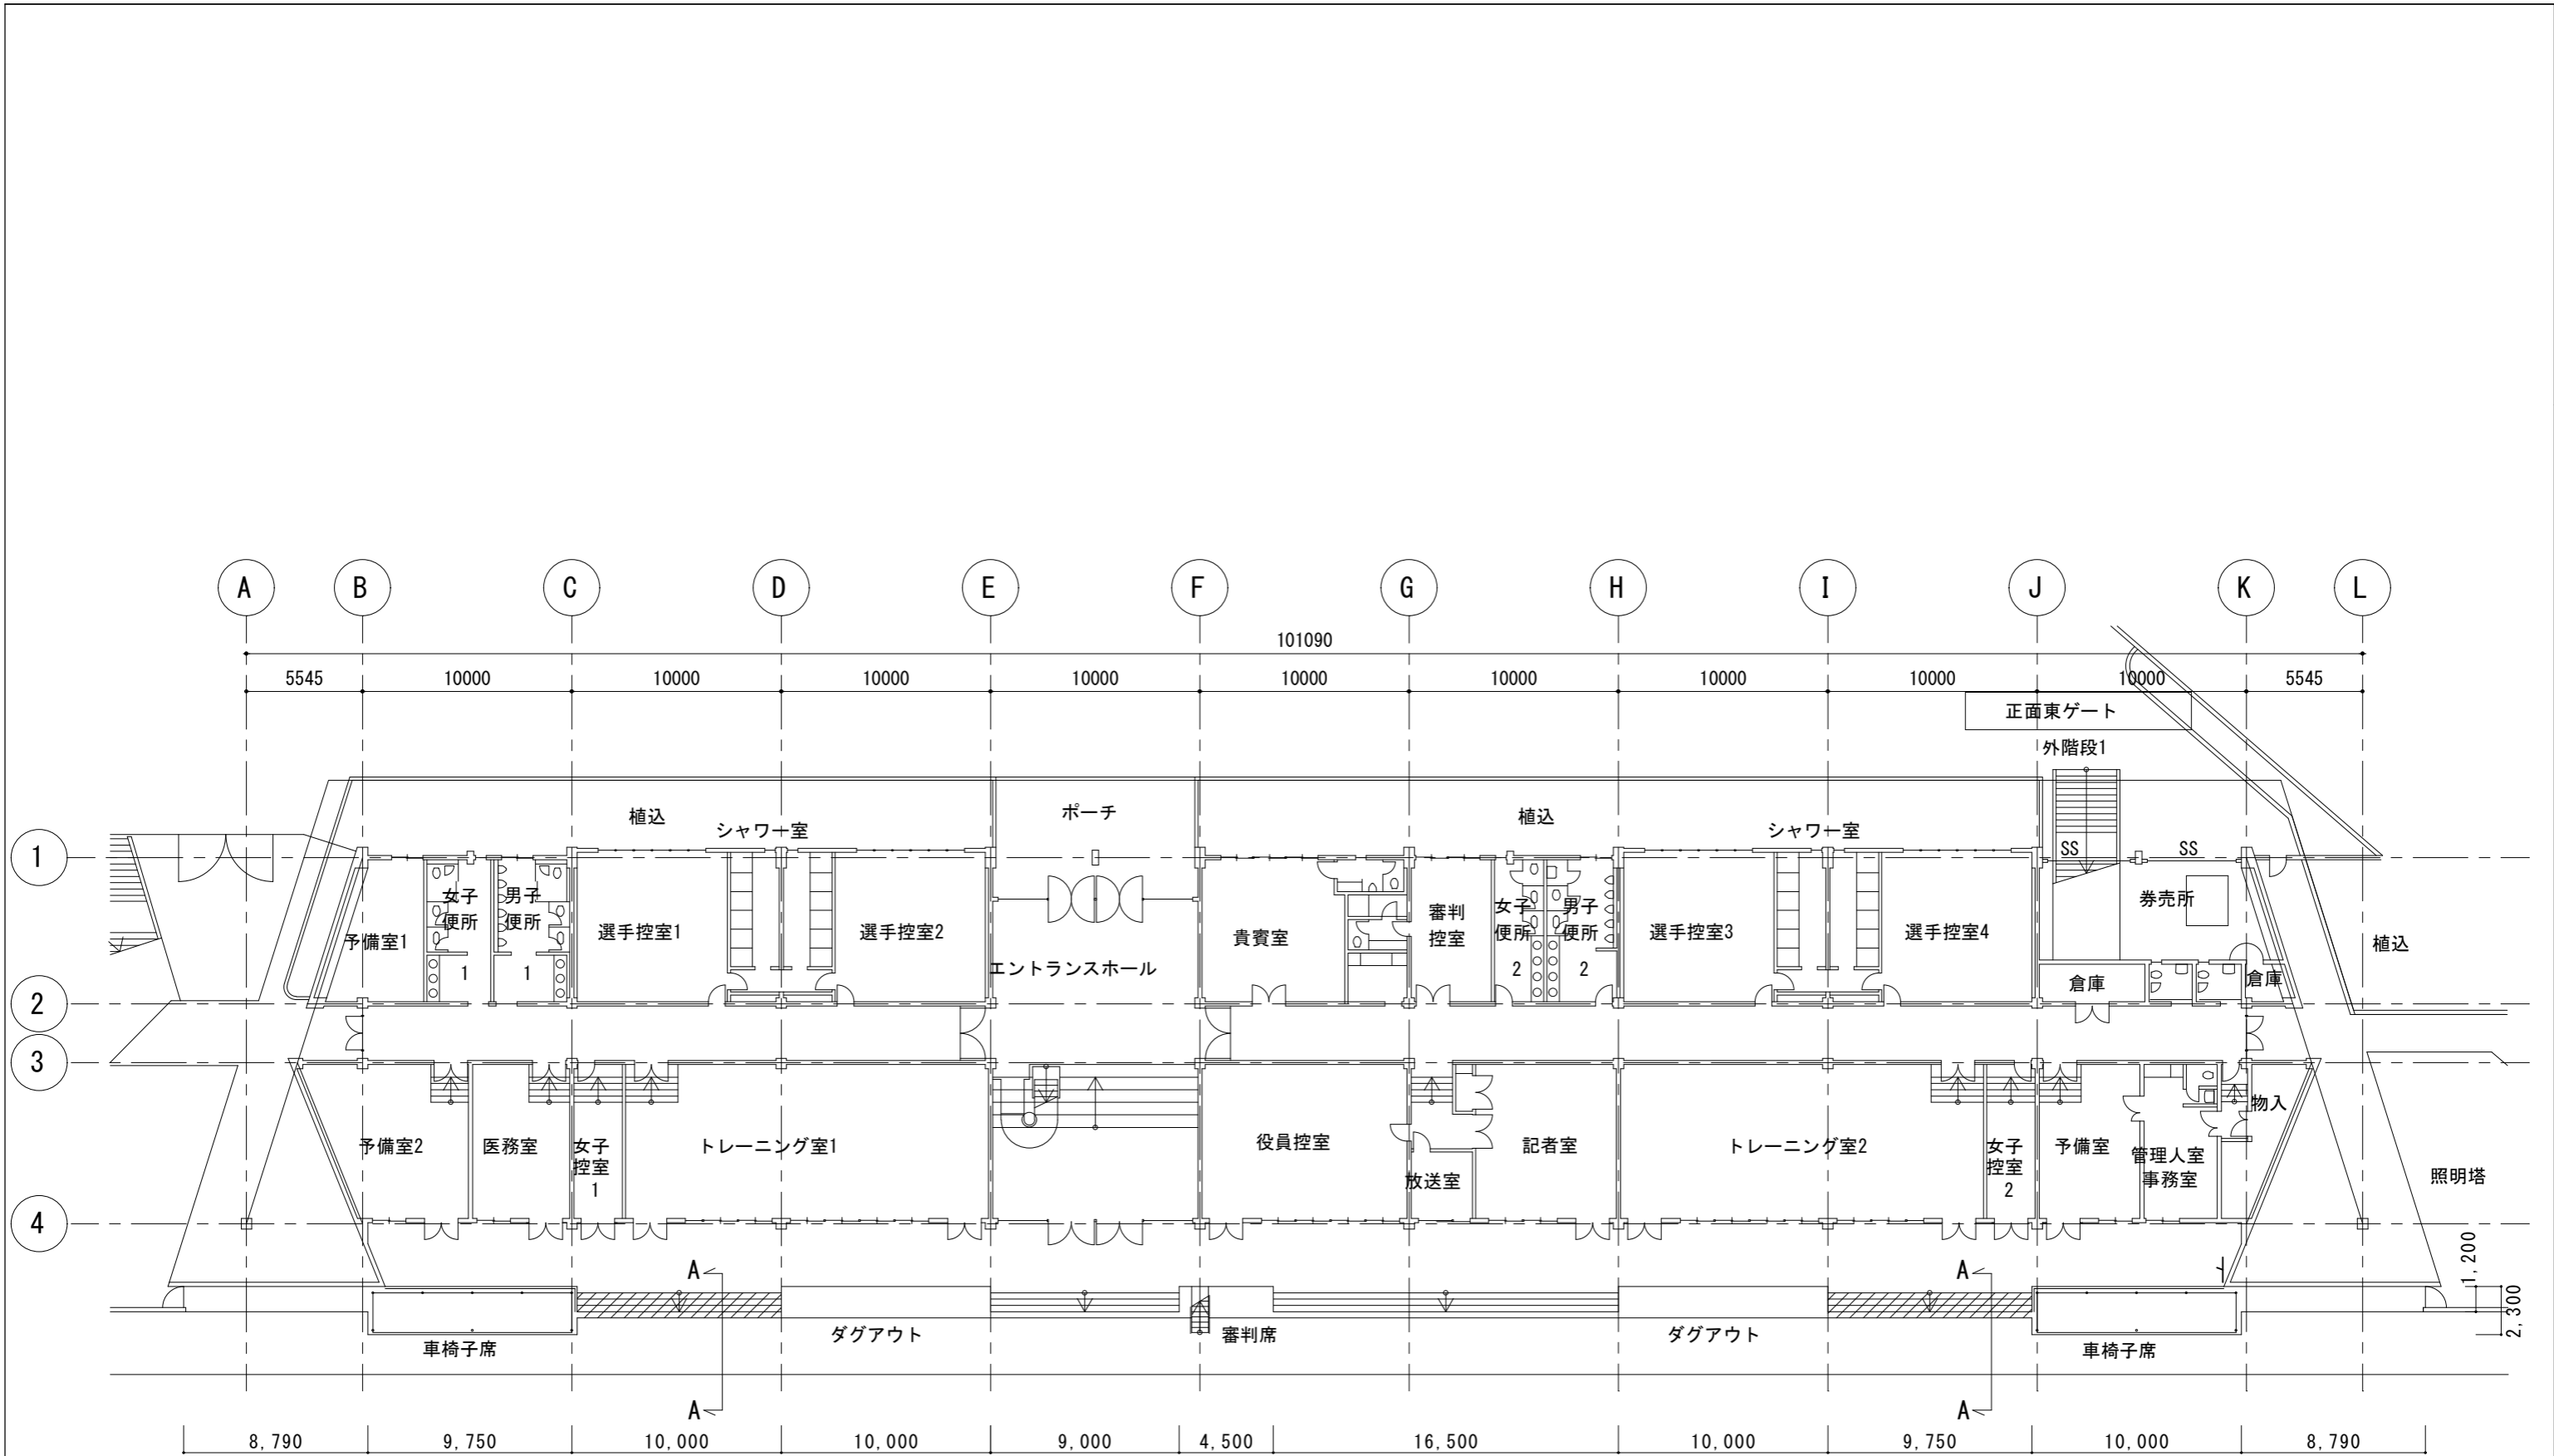 A B C D E F G H I J K L
101090
5545 10000 10000 10000 10000 10000 10000 10000 10000 10000 5545
正面東ゲート
外階段1
植込 シャワー室 ポーチ 植込 シャワー室
1
SS SS
女子 男子
便所 便所
1 1
予備室1
選手控室1
選手控室2
エントランスホール
貴賓室
審判
控室
女子 男子
便所 便所
2 2
選手控室3
選手控室4
券売所
植込
倉庫 倉庫
2
3
予備室2
医務室
女子
控室
1
トレーニング室1
役員控室
放送室
記者室
トレーニング室2
女子
控室
2
予備室
管理人室
事務室
物入
照明塔
4
A A
1,200
2,300
車椅子席 ダグアウト 審判席 ダグアウト 車椅子席
A A
8,790 9,750 10,000 10,000 9,000 4,500 16,500 10,000 9,750 10,000 8,790